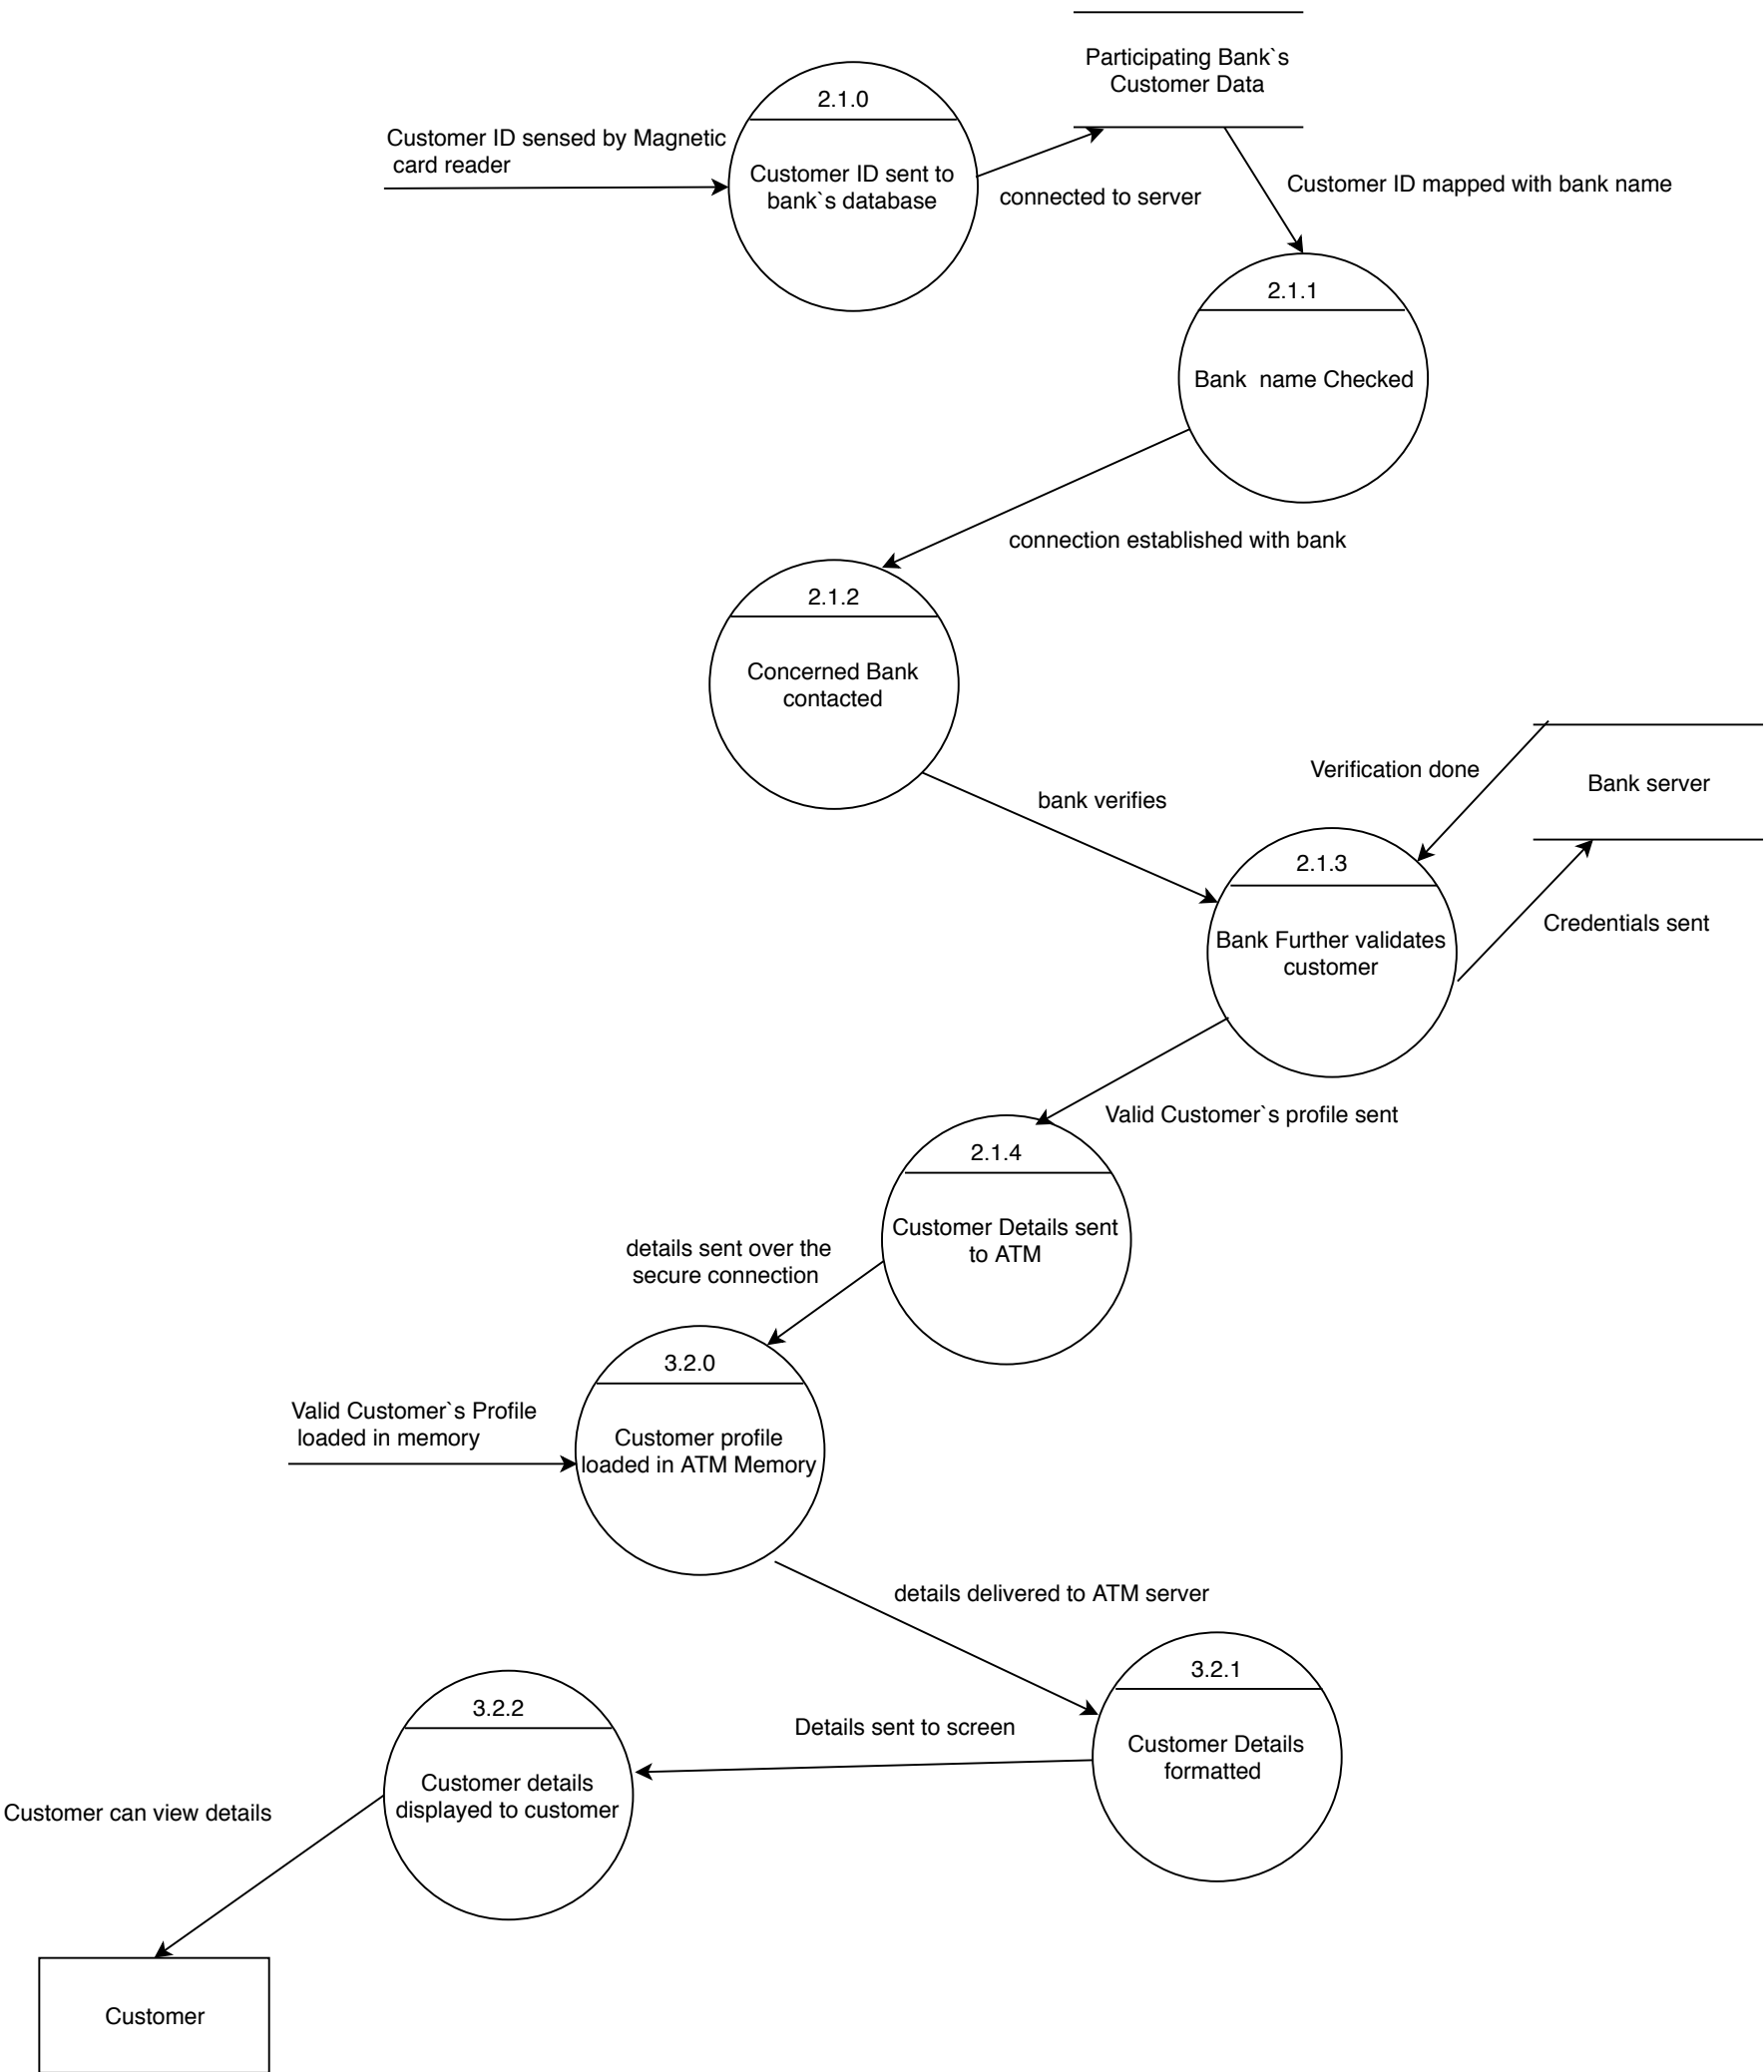 Participating Bank`s
Customer Data
2.1.0
Customer ID sensed by Magnetic
card reader
Customer ID sent to
bank`s database
connected to server
Customer ID mapped with bank name
2.1.1
Bank  name Checked
connection established with bank
2.1.2
Concerned Bank
contacted
bank verifies
Verification done
Bank server
2.1.3
Bank Further validates
customer
Credentials sent
Valid Customer`s profile sent
2.1.4
Customer Details sent
to ATM
details sent over the
secure connection
3.2.0
Valid Customer`s Profile
loaded in memory
Customer profile
loaded in ATM Memory
details delivered to ATM server
3.2.1
Customer Details
formatted
Details sent to screen
3.2.2
Customer details
displayed to customer
Customer can view details
Customer